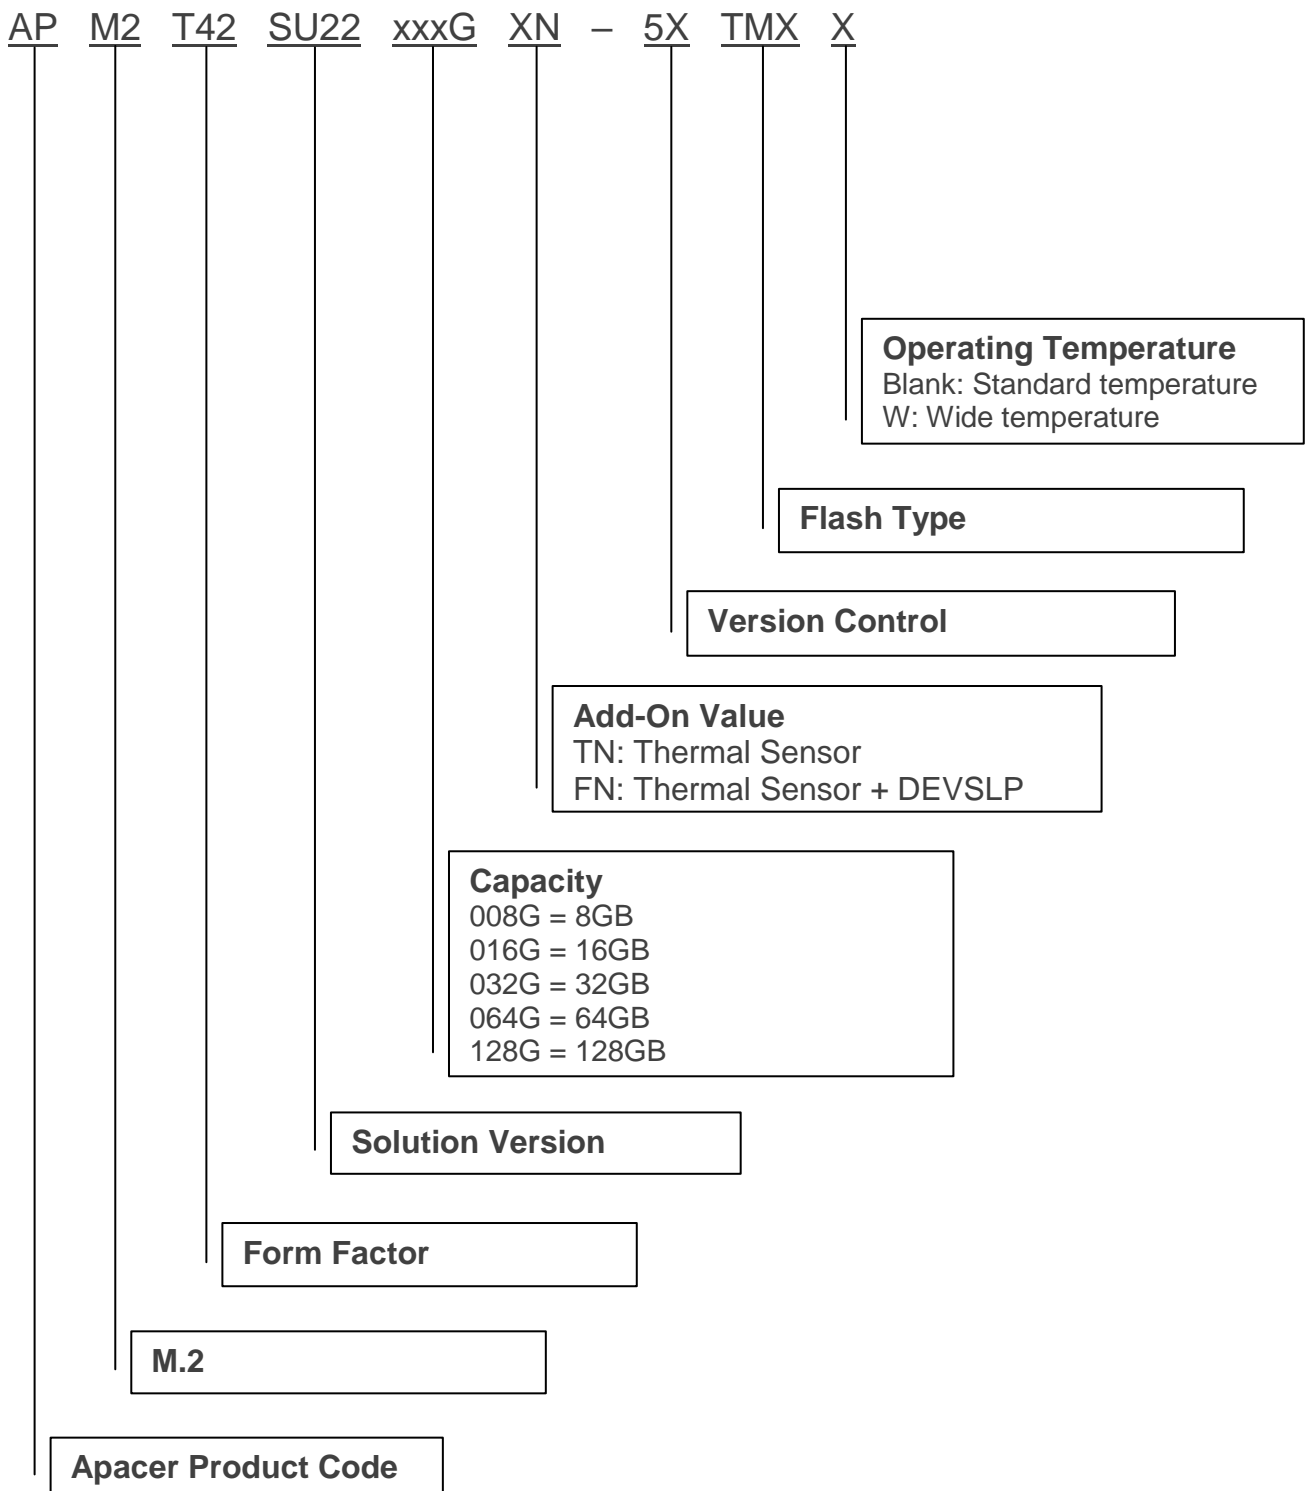 AP M2 T42 SU22 xxxG XN – 5X TMX X
Operating Temperature
Blank: Standard temperature
W: Wide temperature
Flash Type
Version Control
Add-On Value
TN: Thermal Sensor
FN: Thermal Sensor + DEVSLP
Capacity
008G = 8GB
016G = 16GB
032G = 32GB
064G = 64GB
128G = 128GB
Solution Version
Form Factor
M.2
Apacer Product Code